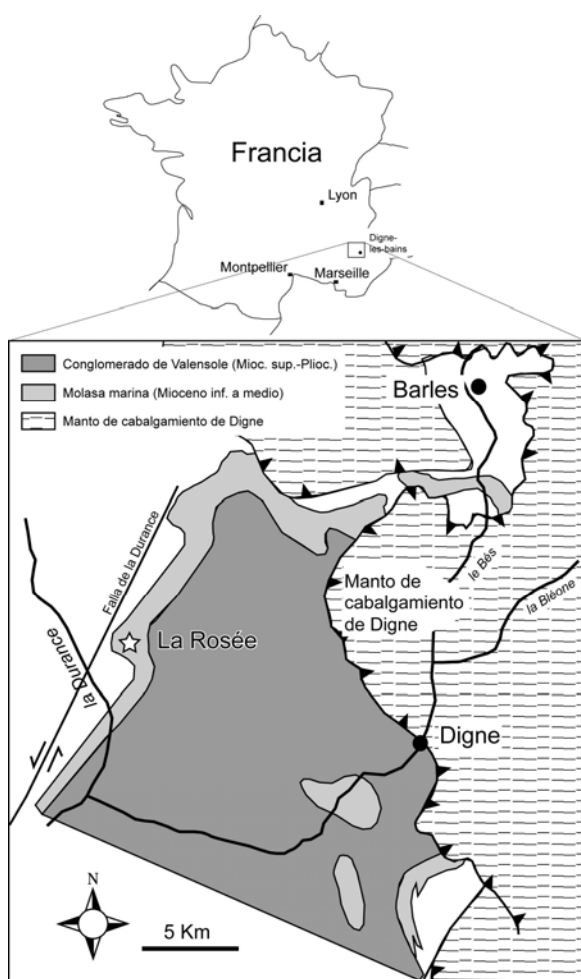 Francia
Lyon
Digne-
les-bains
Montpellier
Marseille
Conglomerado de Valensole (Mioc. sup.-Plioc.)
Molasa marina (Mioceno inf. a medio)
Manto de cabalgamiento de Digne
Barles
Falla de la Durance
le Bés
la Bléone
Manto de
cabalgamiento
de Digne
la Durance
La Rosée
Digne
N
5 Km